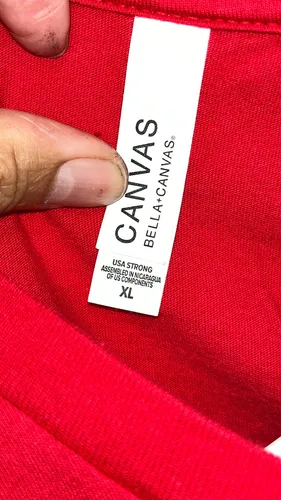 CANVAS
BELLA+CANVAS®
USA STRONG
ASSEMBLED IN NICARAGUA
OF US COMPONENTS
XL